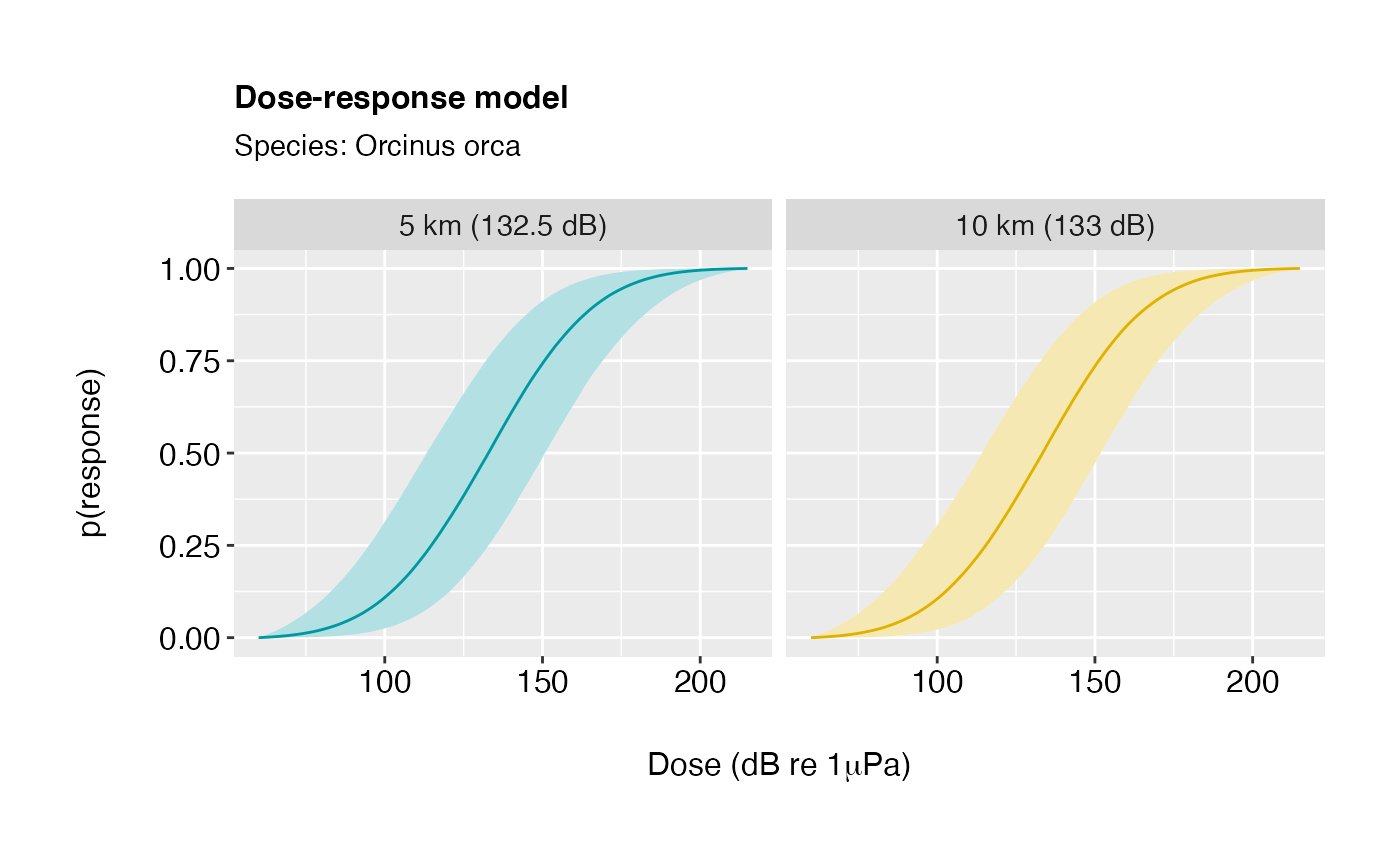 Dose-response model
Species: Orcinus orca
5 km (132.5 dB)
10 km (133 dB)
1.00
0.75
0.50
0.25
0.00
p(response)
100 150 200
100 150 200
Dose (dB re 1μPa)